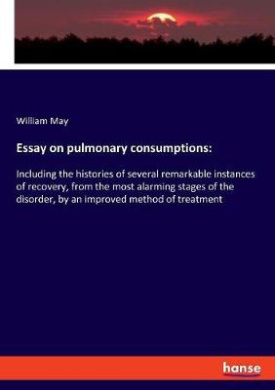 William May
Essay on pulmonary consumptions:
Including the histories of several remarkable instances
of recovery, from the most alarming stages of the
disorder, by an improved method of treatment
hanse